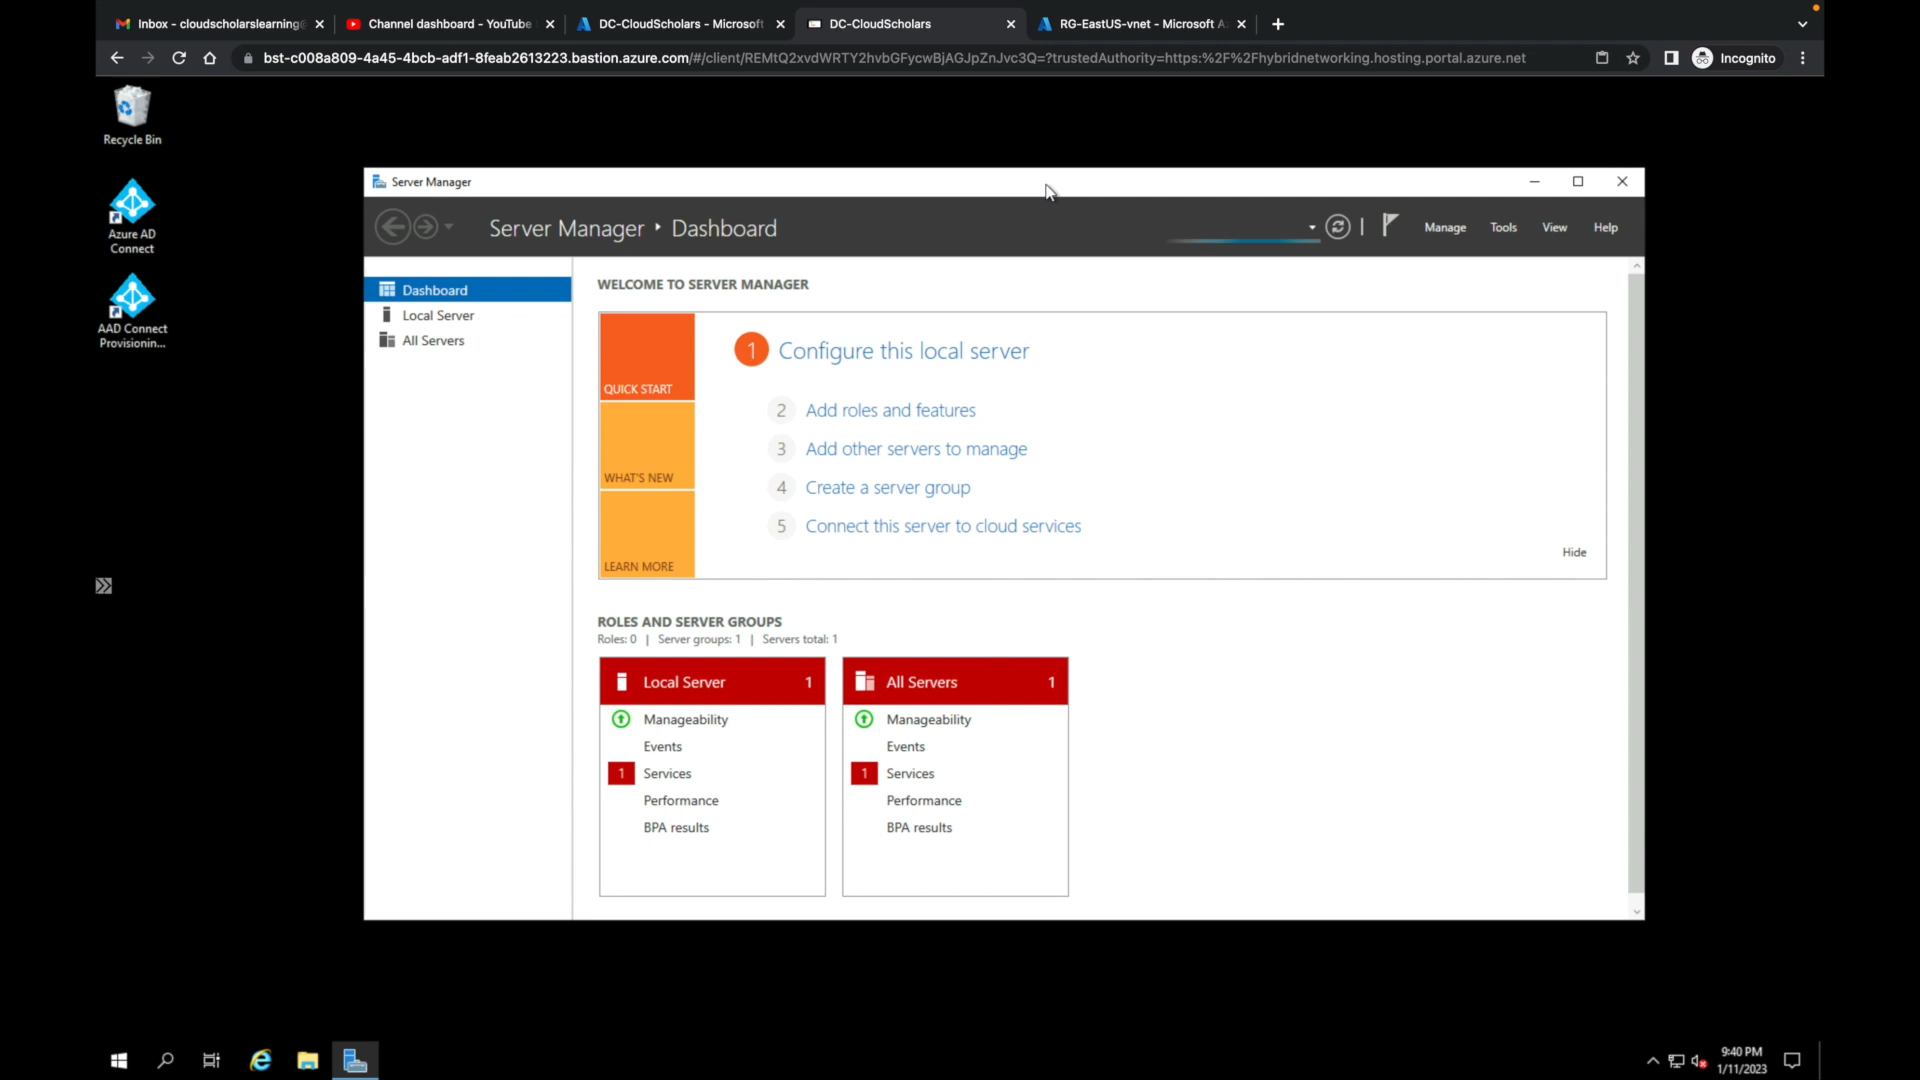 Inbox - cloudscholarslearning@
Channel dashboard - YouTube
DC-CloudScholars - Microsoft
DC-CloudScholars
RG-EastUS-vnet - Microsoft A
bst-c008a809-4a45-4bcb-adf1-8feab2613223.bastion.azure.com/#/client/REMtQ2xvdWRTY2hvbGFycwBjAGJpZnJvc3Q=?trustedAuthority=https:%2F%2Fhybridnetworking.hosting.portal.azure.net
Incognito
Recycle Bin
Azure AD
Connect
AAD Connect
Provisionin...
Server Manager
Server Manager
Dashboard
Manage
Tools
View
Help
Dashboard
Local Server
All Servers
WELCOME TO SERVER MANAGER
QUICK START
WHAT'S NEW
LEARN MORE
1 Configure this local server
2 Add roles and features
3 Add other servers to manage
4 Create a server group
5 Connect this server to cloud services
Hide
ROLES AND SERVER GROUPS
Roles: 0 | Server groups: 1 | Servers total: 1
Local Server 1
Manageability
Events
1 Services
Performance
BPA results
All Servers 1
Manageability
Events
1 Services
Performance
BPA results
9:40 PM
1/11/2023